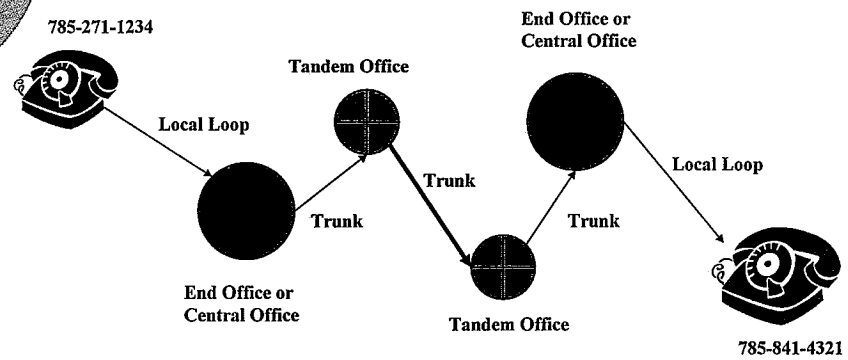 785-271-1234
Local Loop
End Office or
Central Office
Trunk
Tandem Office
Trunk
Tandem Office
Trunk
End Office or
Central Office
Local Loop
785-841-4321